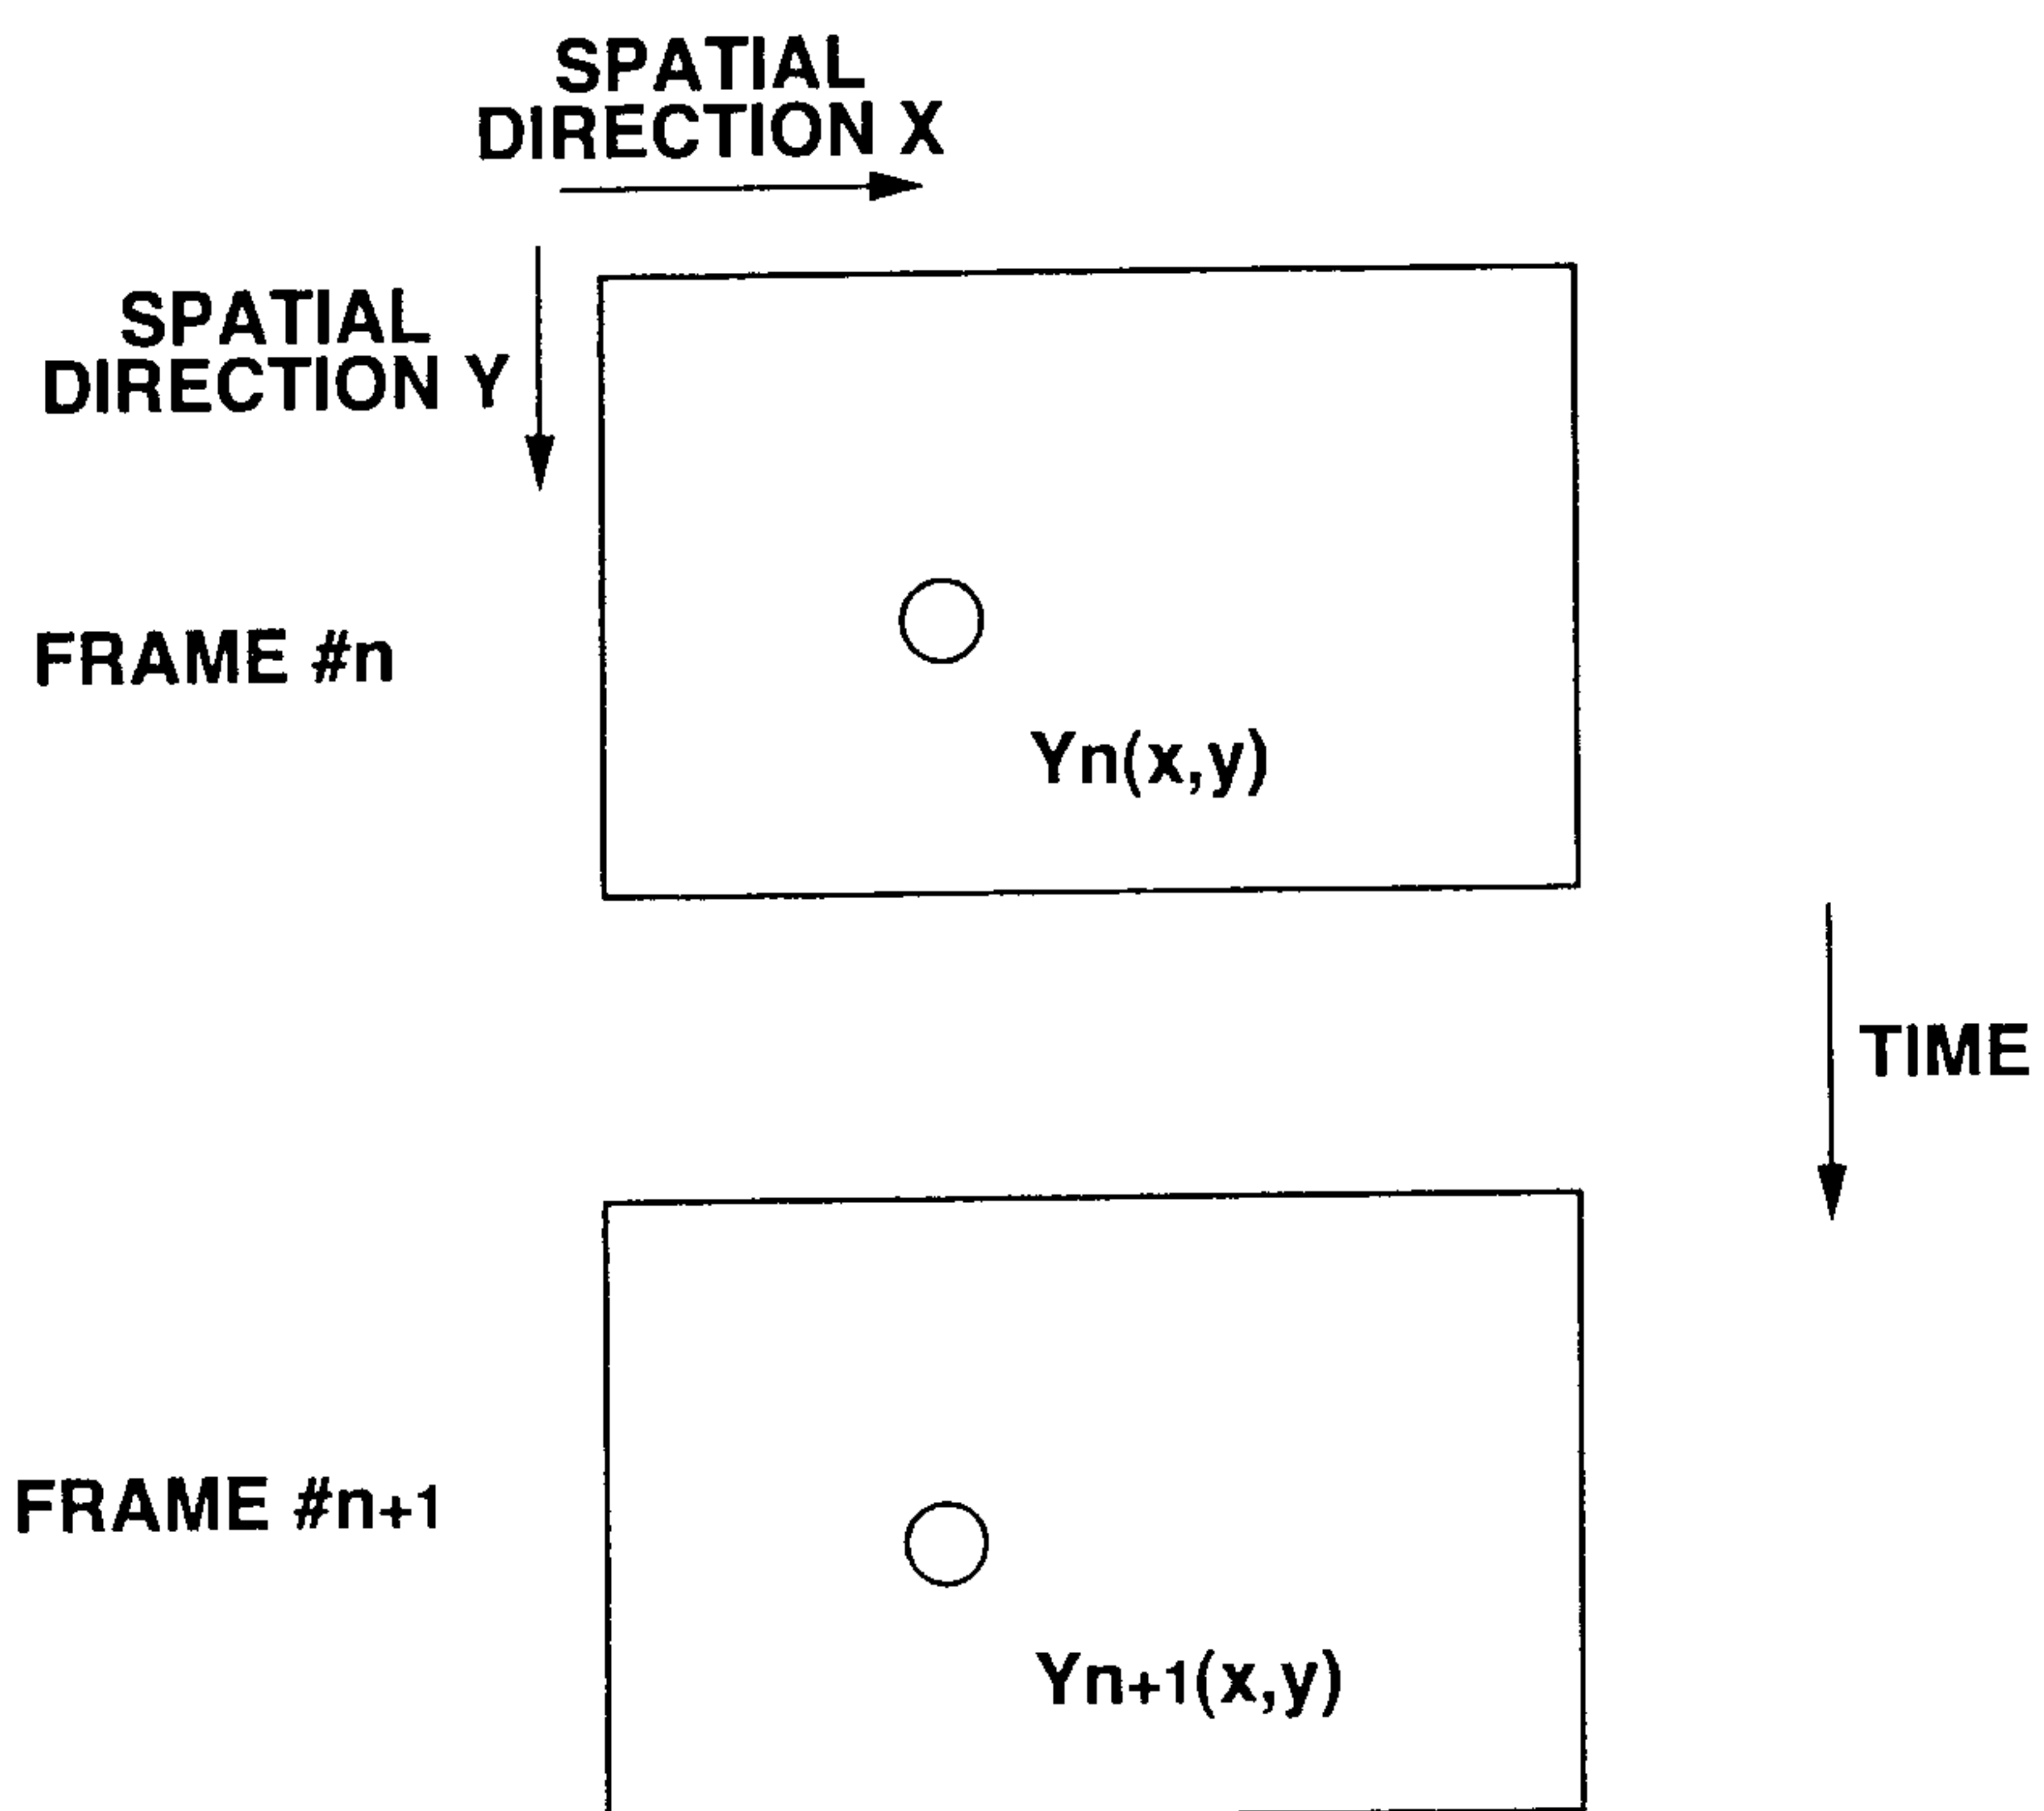 SPATIAL
DIRECTION X
SPATIAL
DIRECTION Y
FRAME #n
Yn(x,y)
TIME
FRAME #n+1
Yn+1(x,y)